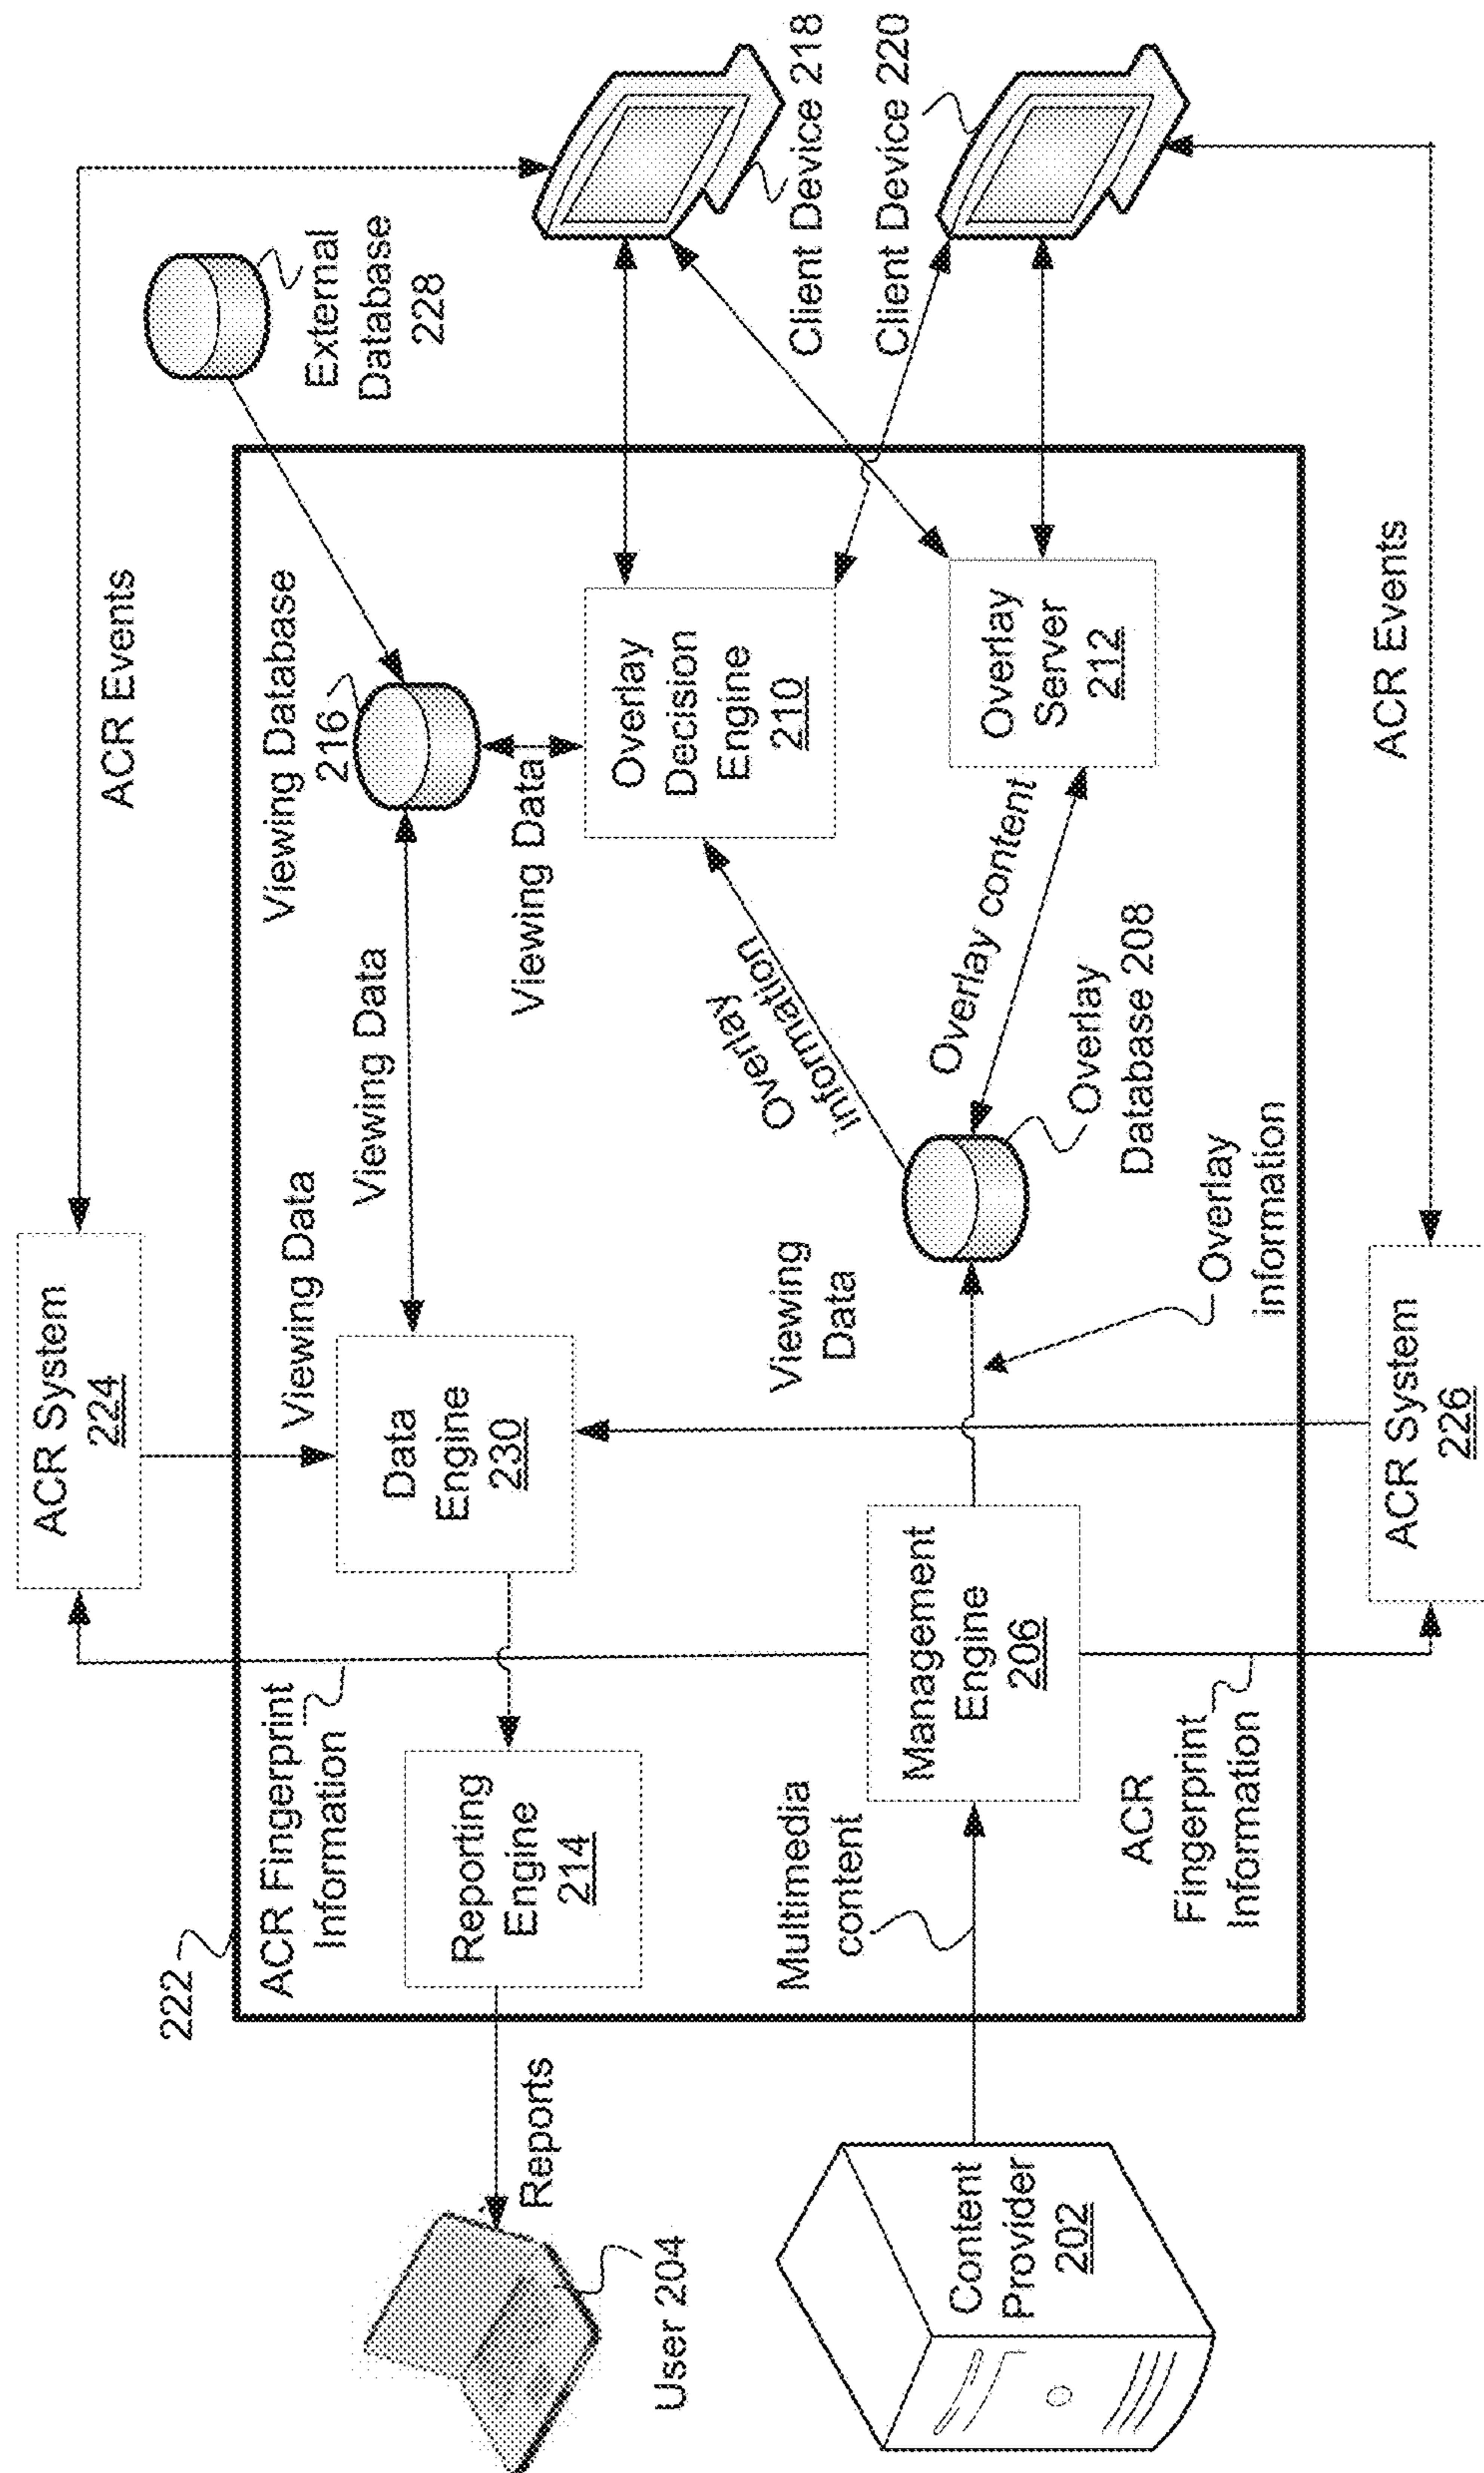 ACR System
224
ACR Events
222
ACR Fingerprint
Information
Viewing Data
Viewing Data
Viewing Database
216
External
Database
228
Reports
User 204
Reporting
Engine
214
Data
Engine
230
Viewing Data
Overlay
Decision
Engine
210
Client Device 218
Client Device 220
Overlay
information
Viewing
Data
Multimedia
content
Content
Provider
202
Management
Engine
206
Overlay content
Overlay
Server
212
Overlay
Database 208
Overlay
information
ACR
Fingerprint
Information
ACR System
226
ACR Events